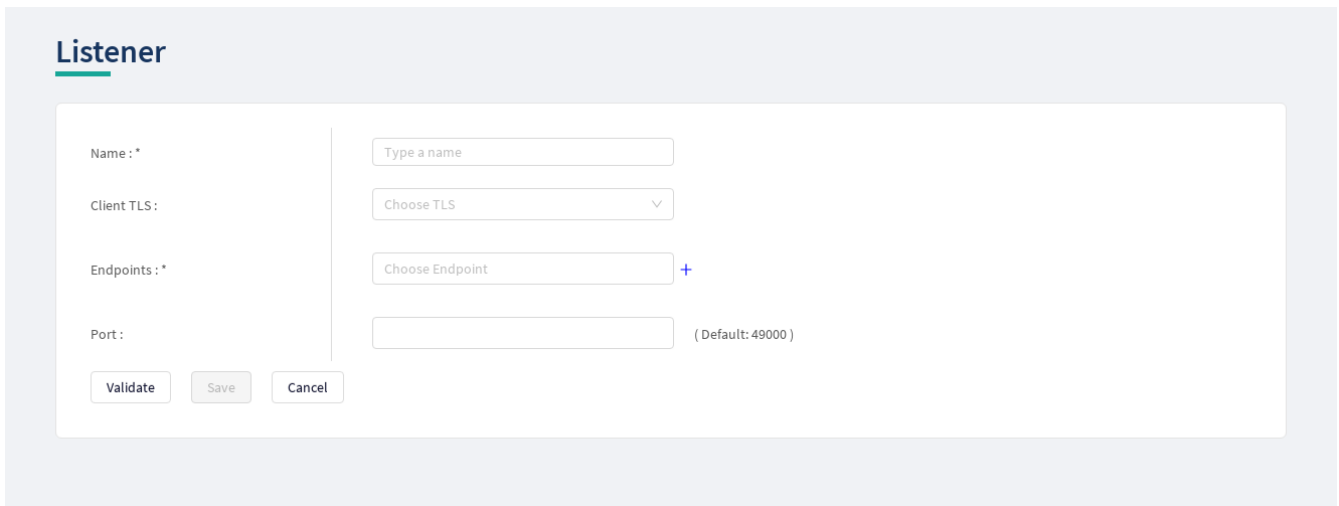 Listener
Name : * Type a name
Client TLS : Choose TLS
Endpoints : * Choose Endpoint +
Port : ( Default: 49000 )
Validate Save Cancel